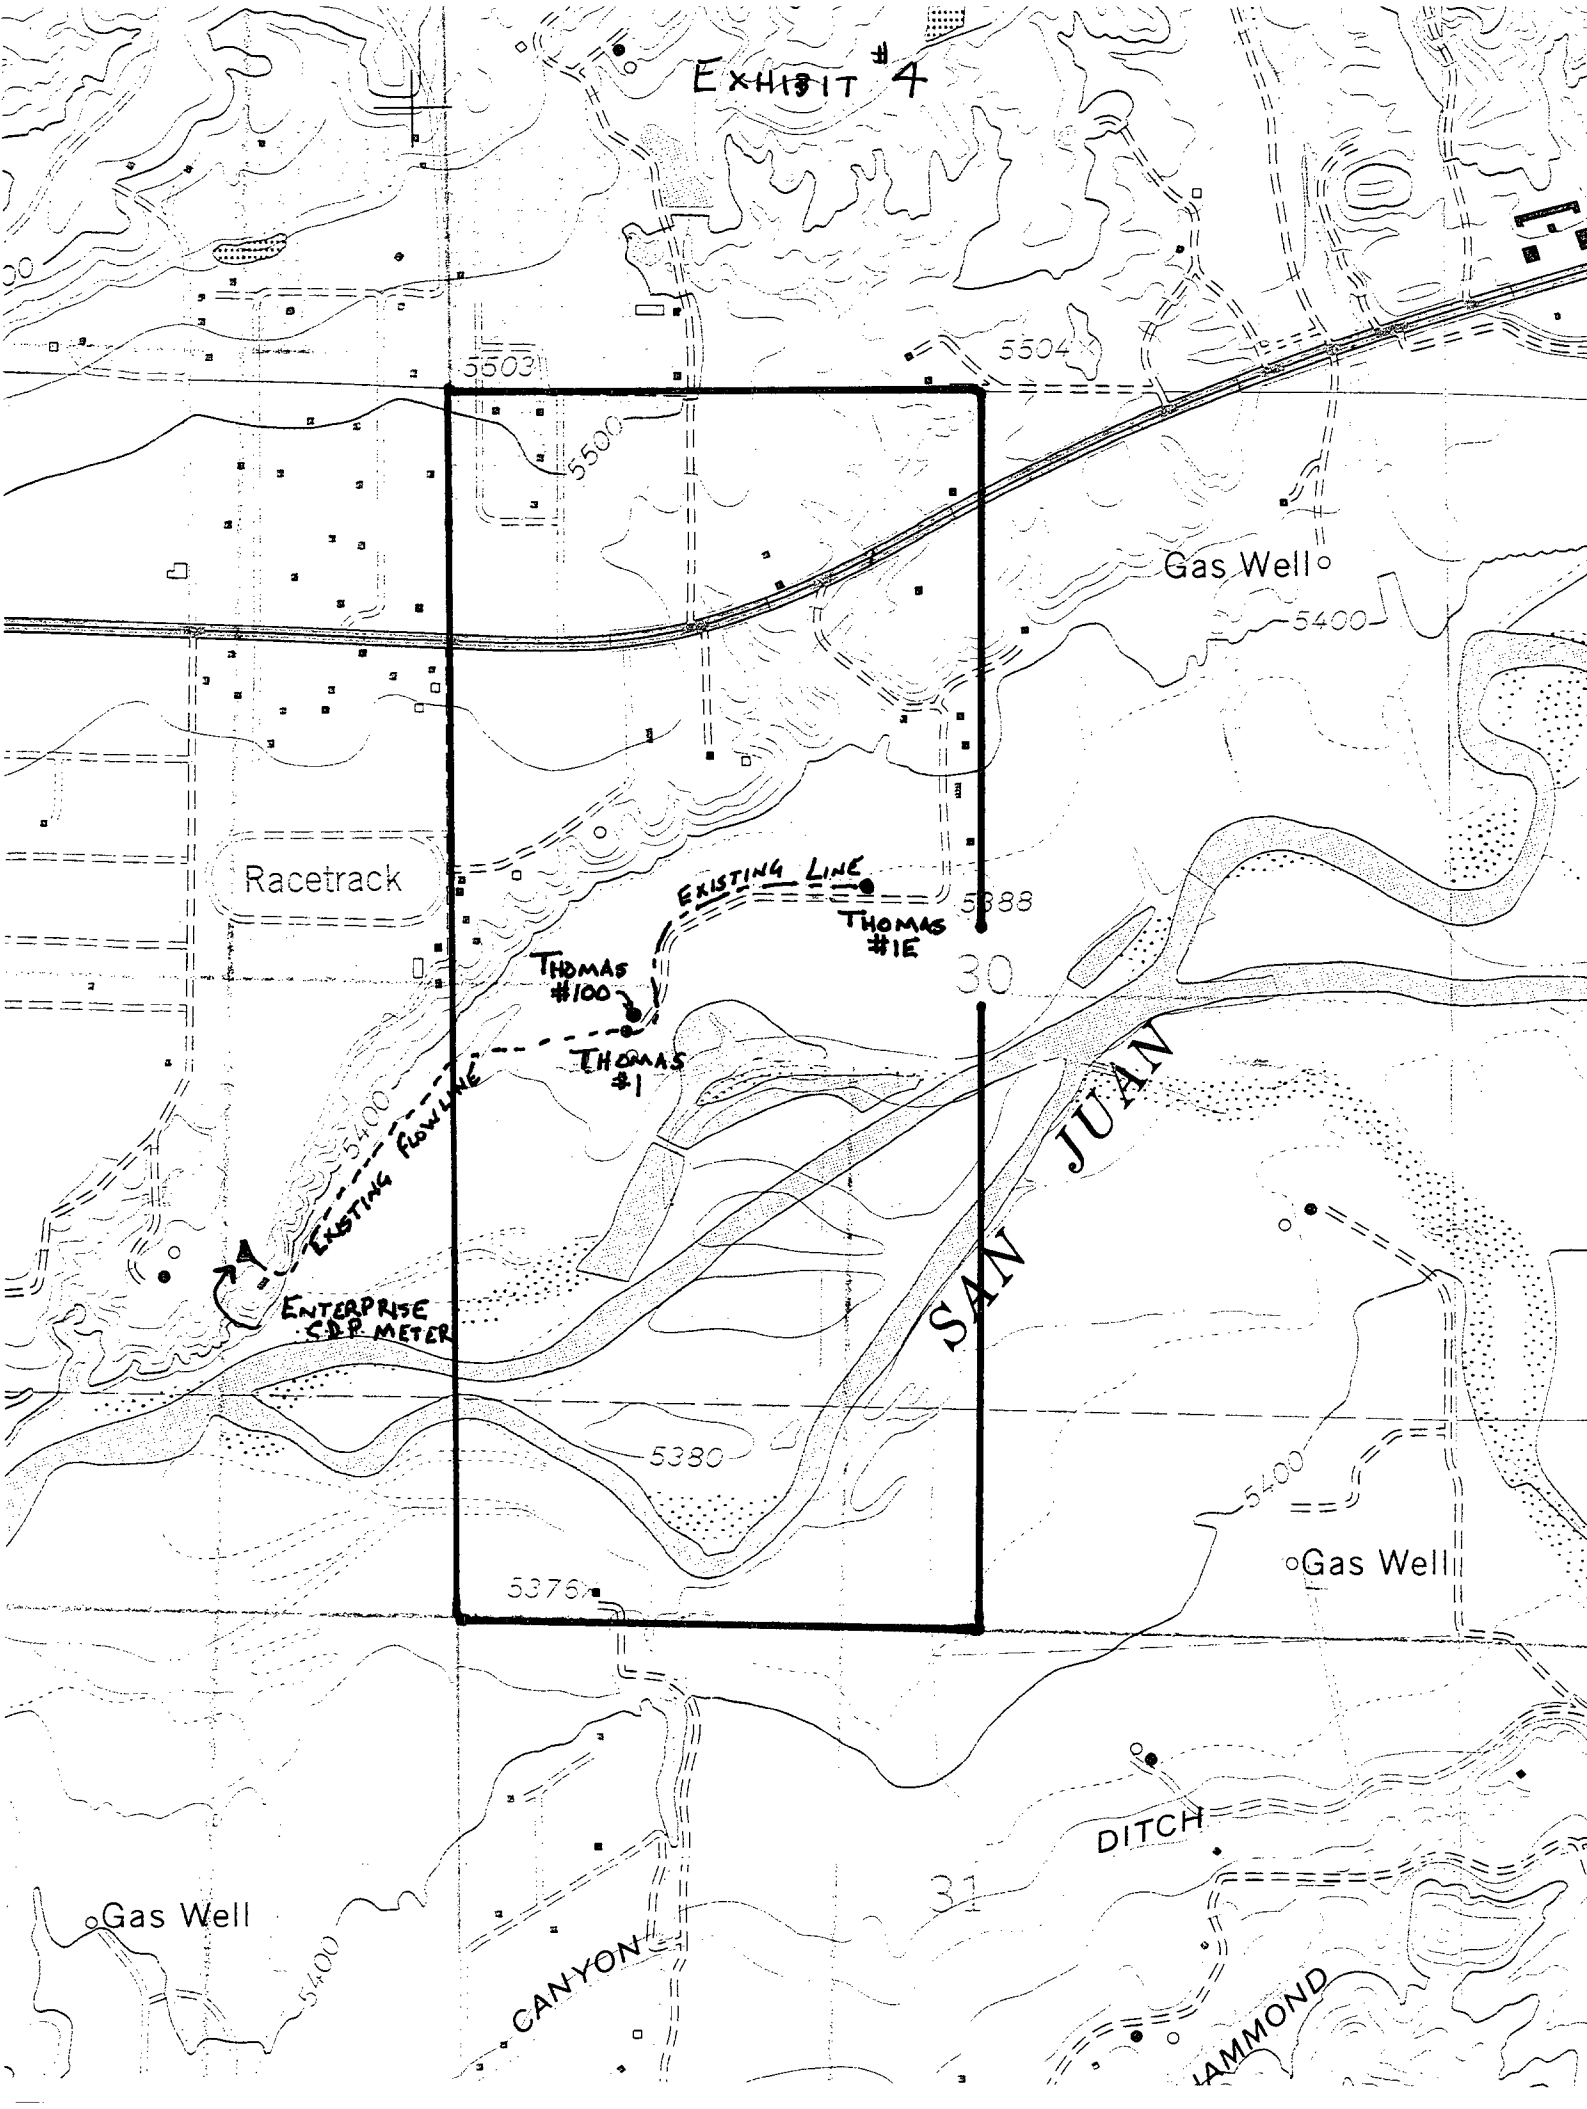 EXHIBIT #4
00
5503
5504
5500
Gas Well
5400
Racetrack
EXISTING LINE
5388
THOMAS
#1E
THOMAS
#100
30
THOMAS
#1
5400
EXISTING FLOWLINE
SAN JUAN
ENTERPRISE
CDP METER
5380
5400
Gas Well
5376
DITCH
31
Gas Well
5400
CANYON
HAMMOND